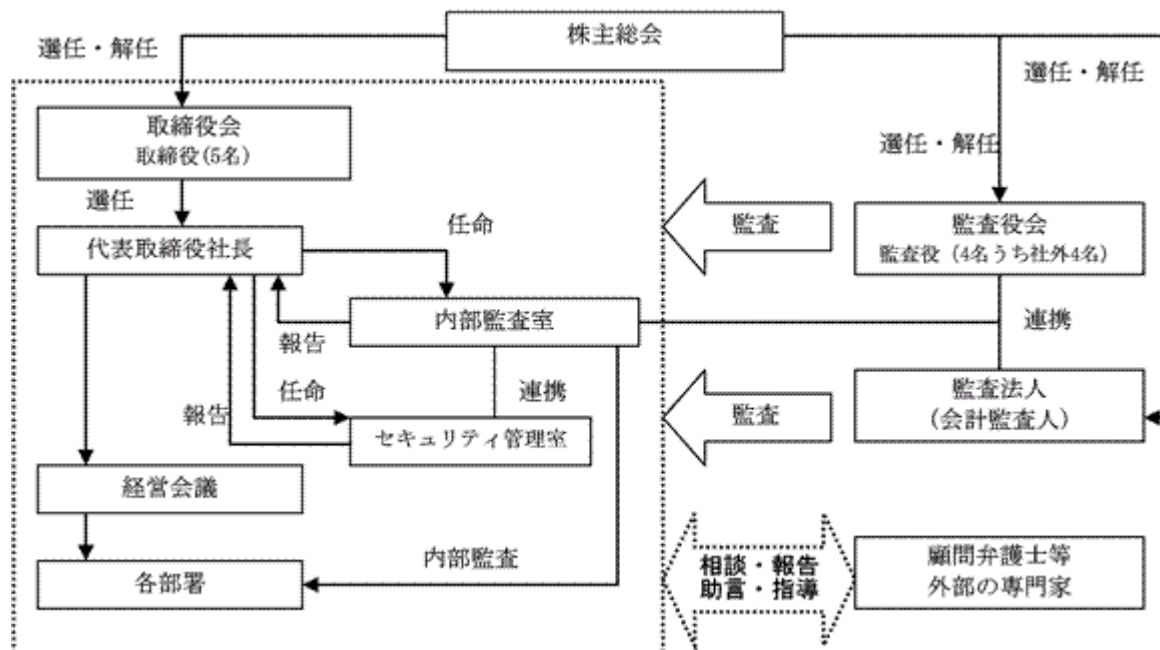 株主総会
選任・解任
選任・解任
取締役会
取締役(5名)
選任・解任
選任
任命
監査
監査役会
監査役（4名うち社外4名）
代表取締役社長
内部監査室
連携
報告
任命
連携
監査
監査法人
(会計監査人)
報告
セキュリティ管理室
経営会議
内部監査
相談・報告
助言・指導
顧問弁護士等
外部の専門家
各部署